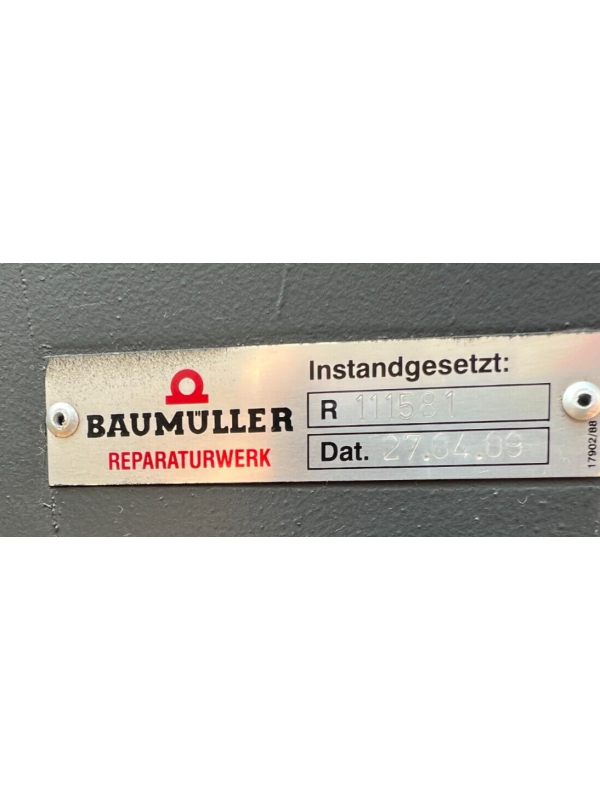 BAUMÜLLER
REPARATURWERK
Instandgesetzt:
R 111581
Dat. 27.04.09
17902/88